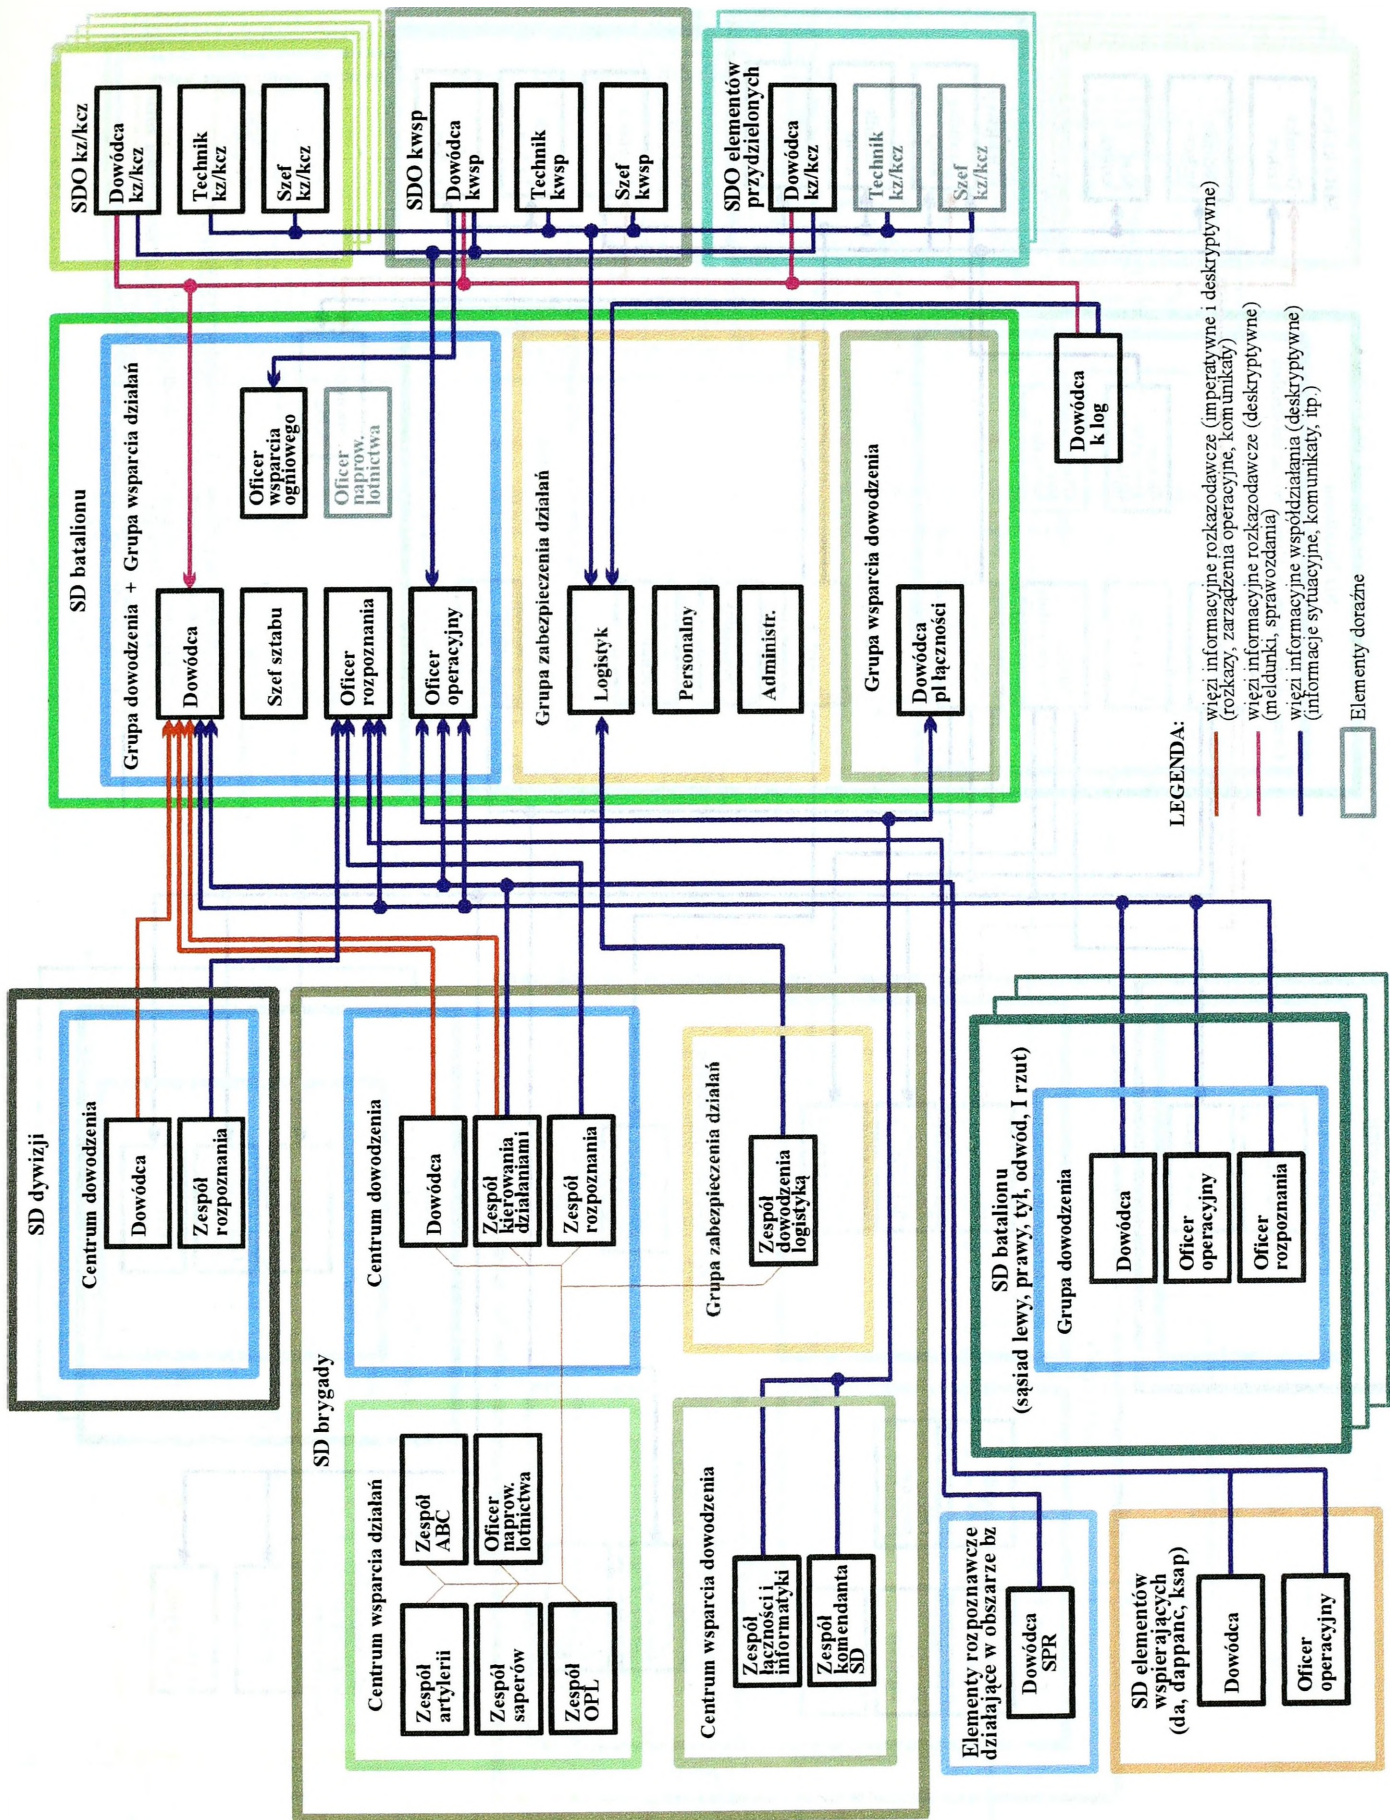 SD dywizji
Centrum dowodzenia
Dowódca
Zespół
rozpoznania
SD brygady
Centrum wsparcia działań
Zespół
artylerii
Zespół
ABC
Zespół
saperów
Oficer
naprow.
lotnictwa
Zespół
OPL
Centrum dowodzenia
Dowódca
Zespół
kierowania
działaniami
Zespół
rozpoznania
Centrum wsparcia dowodzenia
Zespół
łączności i
informatyki
Zespół
komendanta
SD
Grupa zabezpieczenia działań
Zespół
dowodzenia
logistyką
Elementy rozpoznawcze
działające w obszarze bz
Dowódca
SPR
SD elementów
wspierających
(da, dappanc, ksap)
Dowódca
Oficer
operacyjny
SD batalionu
(sąsiad lewy, prawy, tył, odwód, I rzut)
Grupa dowodzenia
Dowódca
Oficer
operacyjny
Oficer
rozpoznania
SD batalionu
Grupa dowodzenia + Grupa wsparcia działań
Dowódca
Szef sztabu
Oficer
rozpoznania
Oficer
operacyjny
Oficer
wsparcia
ogniowego
Oficer
naprow.
lotnictwa
Grupa zabezpieczenia działań
Logistyk
Personalny
Administr.
Grupa wsparcia dowodzenia
Dowódca
pl łączności
SDO kz/kcz
Dowódca
kz/kcz
Technik
kz/kcz
Szef
kz/kcz
SDO kwsp
Dowódca
kwsp
Technik
kwsp
Szef
kwsp
SDO elementów
przydzielonych
Dowódca
kz/kcz
Technik
kz/kcz
Szef
kz/kcz
Dowódca
k log
LEGENDA:
więzi informacyjne rozkazodawcze (imperatywne i deskryptywne)
(rozkazy, zarządzenia operacyjne, komunikaty)
więzi informacyjne rozkazodawcze (deskryptywne)
(meldunki, sprawozdania)
więzi informacyjne współdziałania (deskryptywne)
(informacje sytuacyjne, komunikaty, itp.)
Elementy doraźne